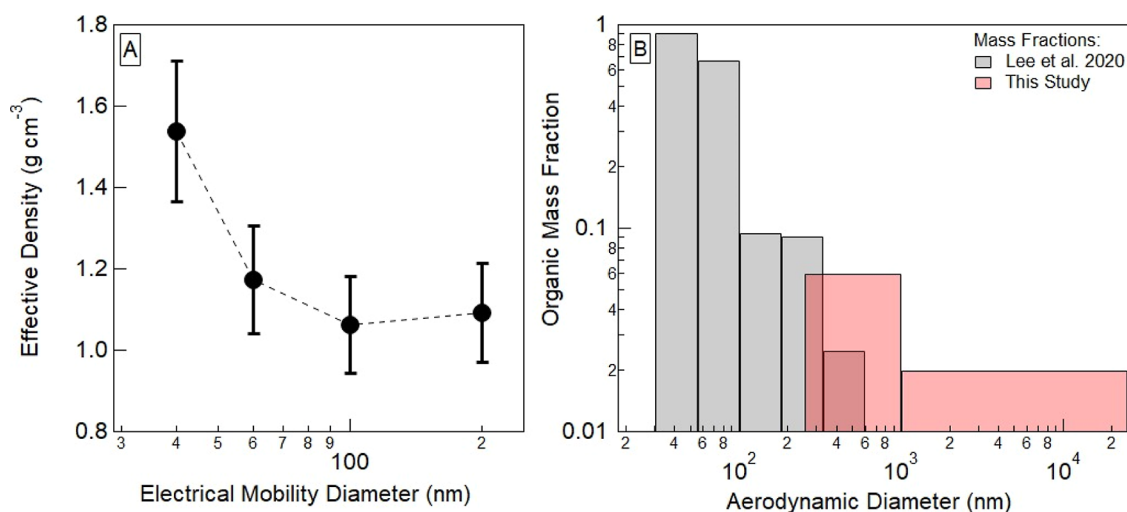 A
1.8
1.6
1.4
1.2
1.0
0.8
Effective Density (g cm⁻³)
3 4 5 6 7 8 9 100 2
Electrical Mobility Diameter (nm)
B
Mass Fractions:
Lee et al. 2020
This Study
1
8
6
4
2
0.1
8
6
4
2
0.01
Organic Mass Fraction
2 4 6 8 10² 2 4 6 8 10³ 2 4 6 8 10⁴ 2
Aerodynamic Diameter (nm)